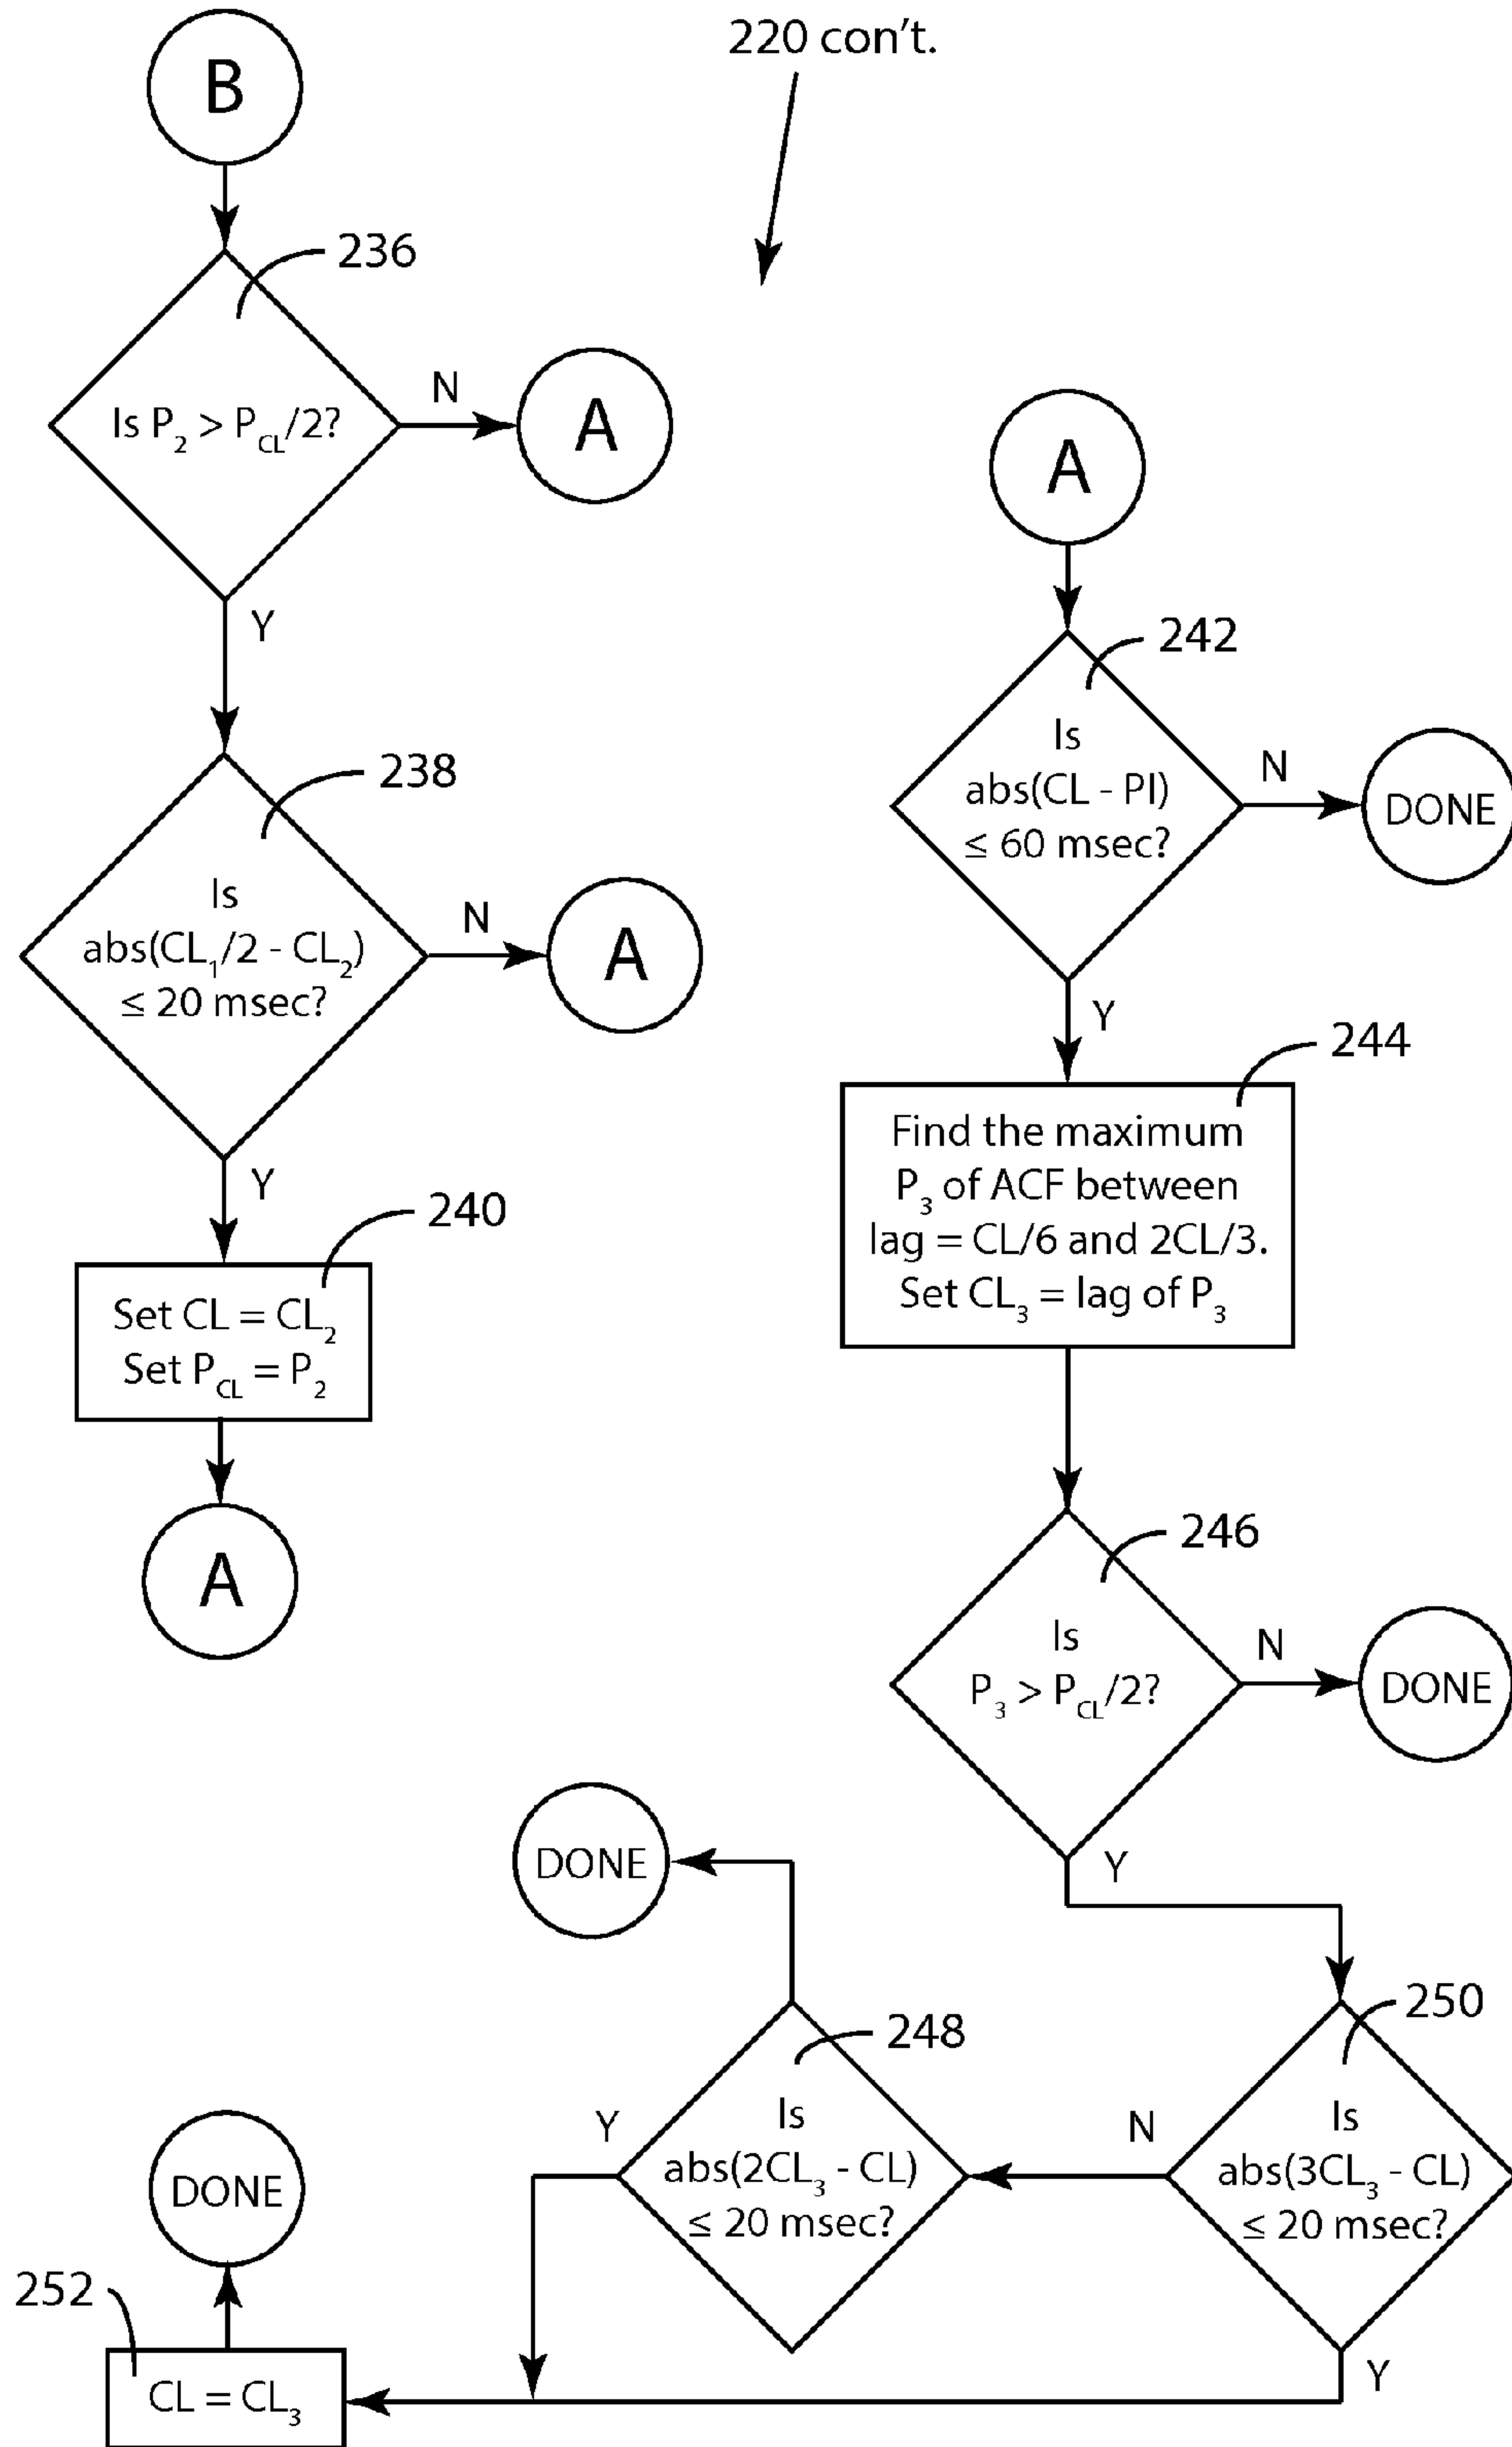 220 con't.
B
236
Is P₂ > P_CL/2?
N
A
Y
238
Is
abs(CL₁/2 - CL₂)
≤ 20 msec?
N
A
Y
240
Set CL = CL₂
Set P_CL = P₂
A
A
242
Is
abs(CL - PI)
≤ 60 msec?
N
DONE
Y
244
Find the maximum
P₃ of ACF between
lag = CL/6 and 2CL/3.
Set CL₃ = lag of P₃
246
Is
P₃ > P_CL/2?
N
DONE
Y
250
Is
abs(3CL₃ - CL)
≤ 20 msec?
N
Y
248
Is
abs(2CL₃ - CL)
≤ 20 msec?
Y
DONE
252
CL = CL₃
DONE